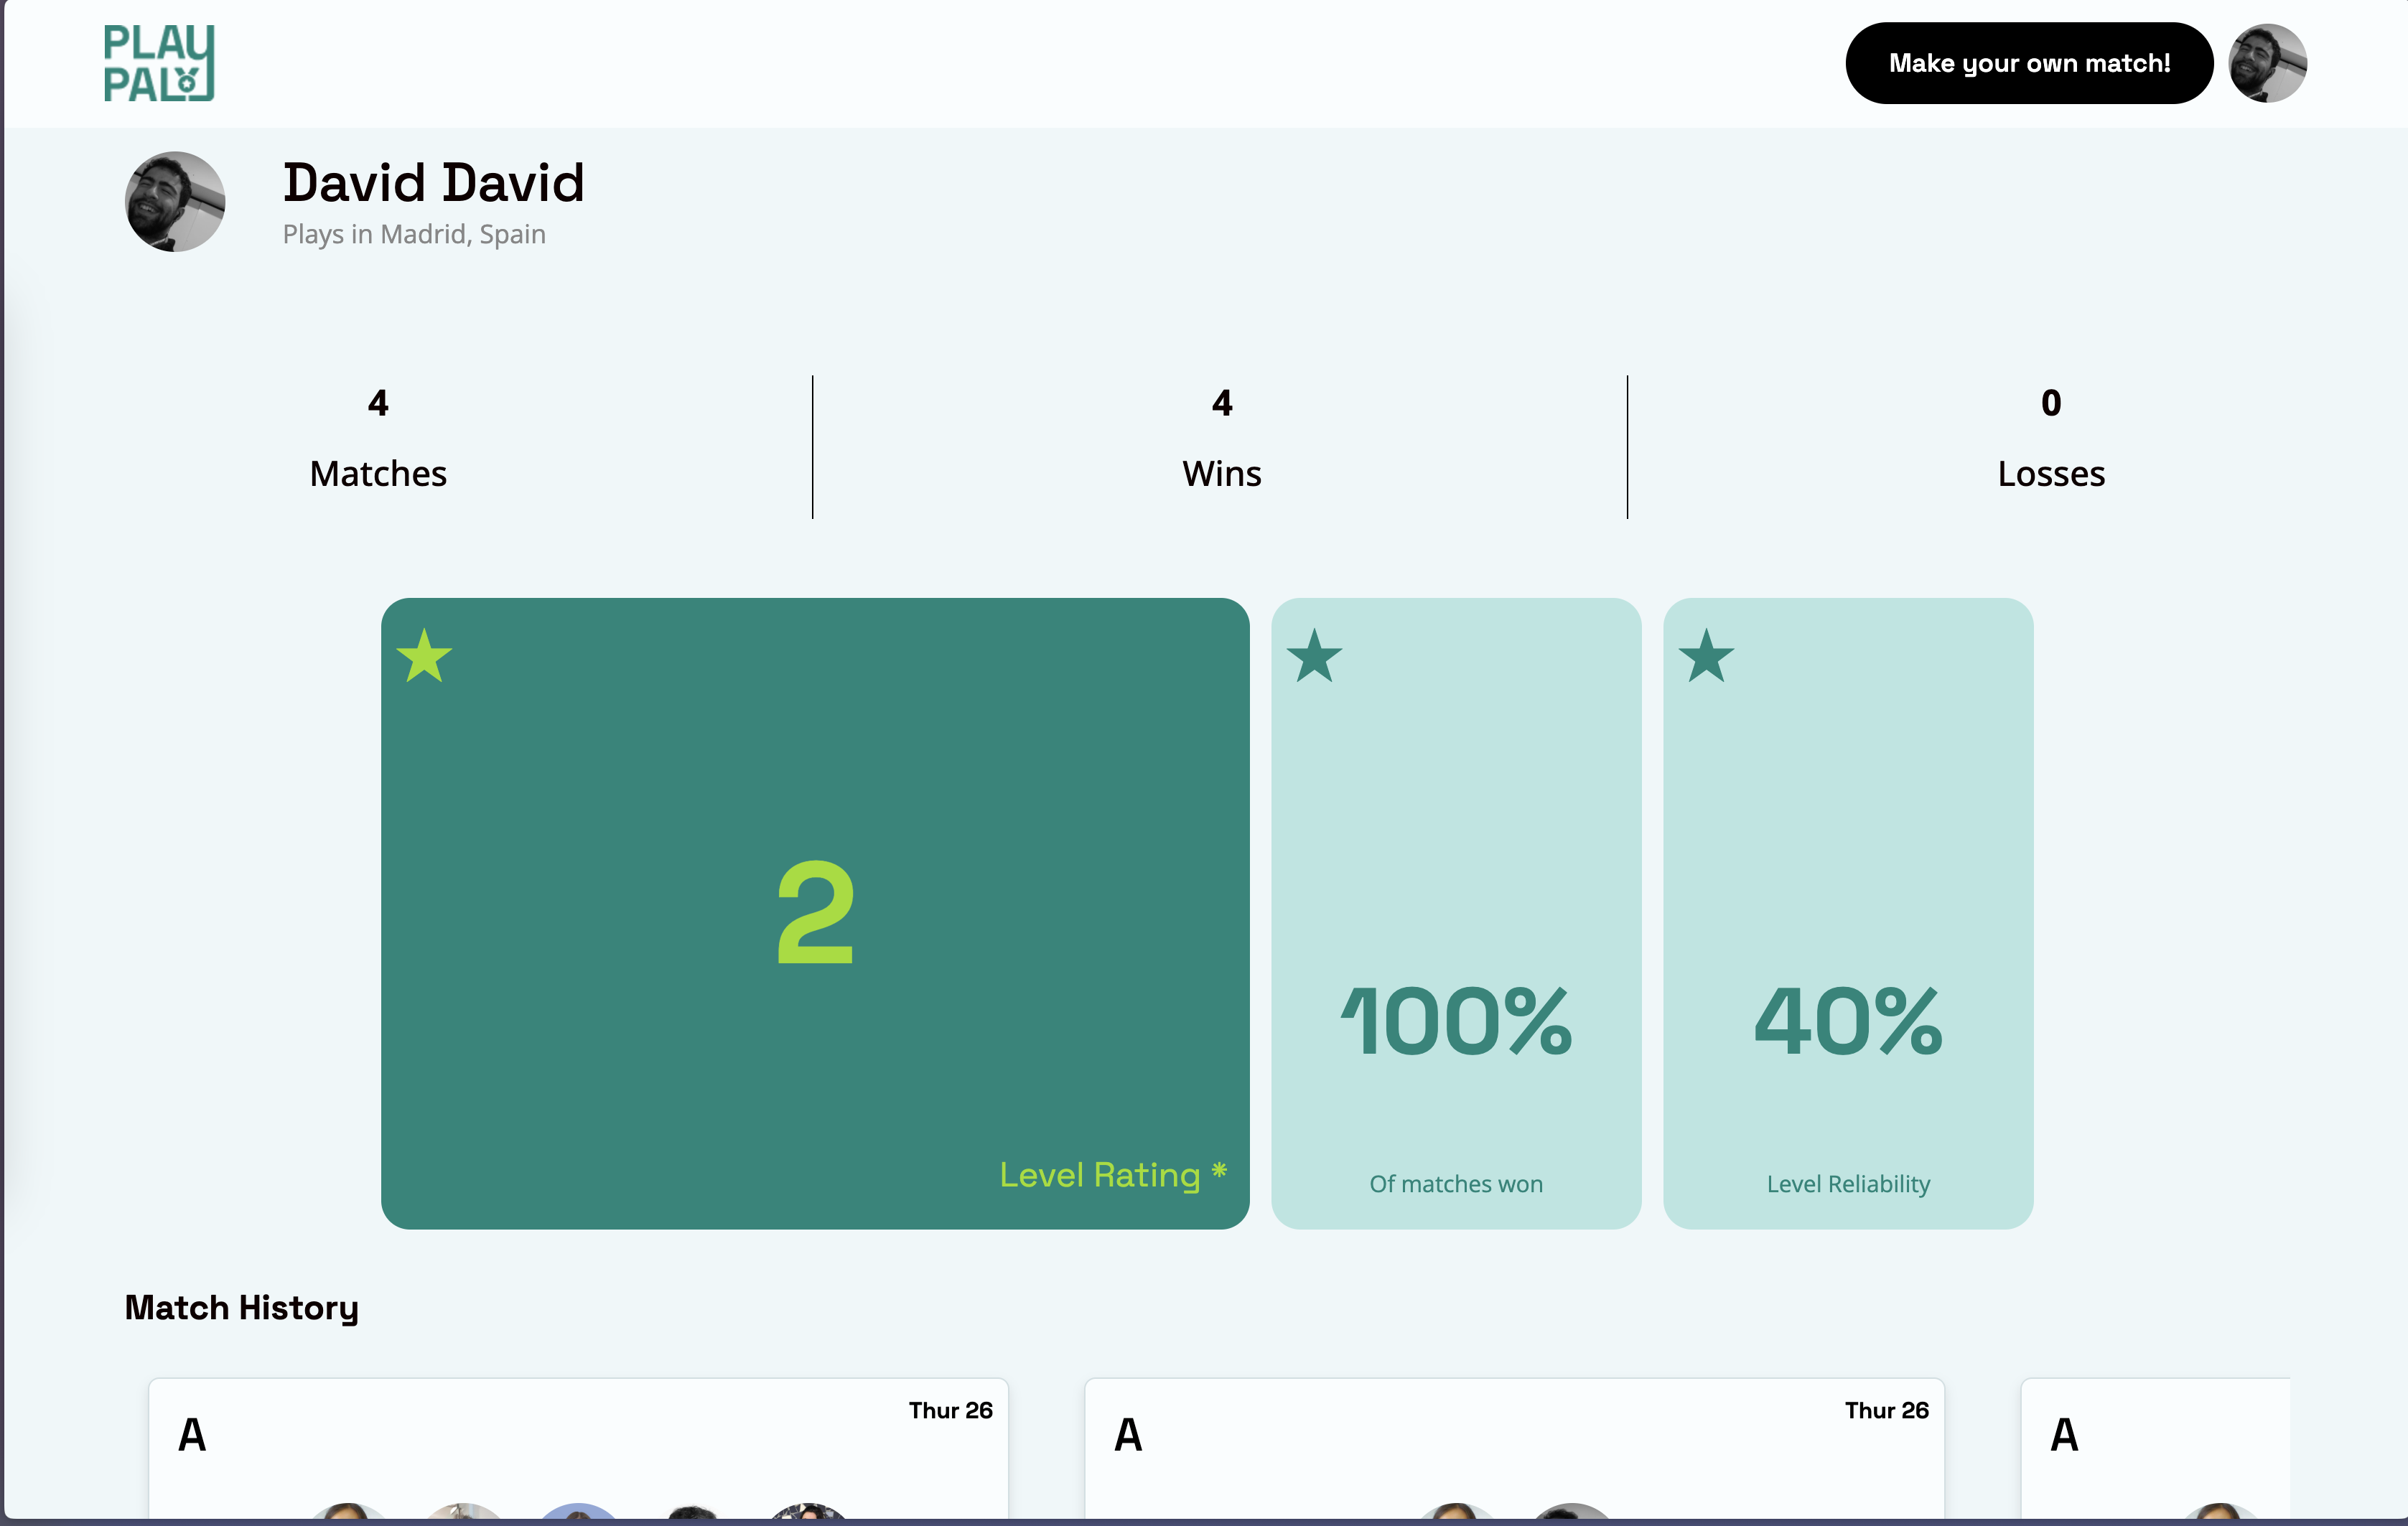 PLAY
PAL
Make your own match!
David David
Plays in Madrid, Spain
4
Matches
4
Wins
0
Losses
2
Level Rating *
100%
Of matches won
40%
Level Reliability
Match History
Thur 26
A
Thur 26
A
A